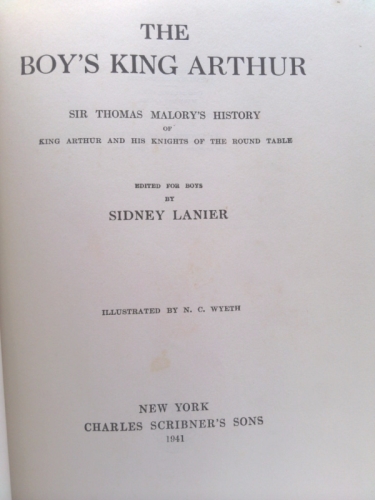 THE
BOY'S KING ARTHUR
SIR THOMAS MALORY'S HISTORY
OF
KING ARTHUR AND HIS KNIGHTS OF THE ROUND TABLE
EDITED FOR BOYS
BY
SIDNEY LANIER
ILLUSTRATED BY N. C. WYETH
NEW YORK
CHARLES SCRIBNER'S SONS
1941